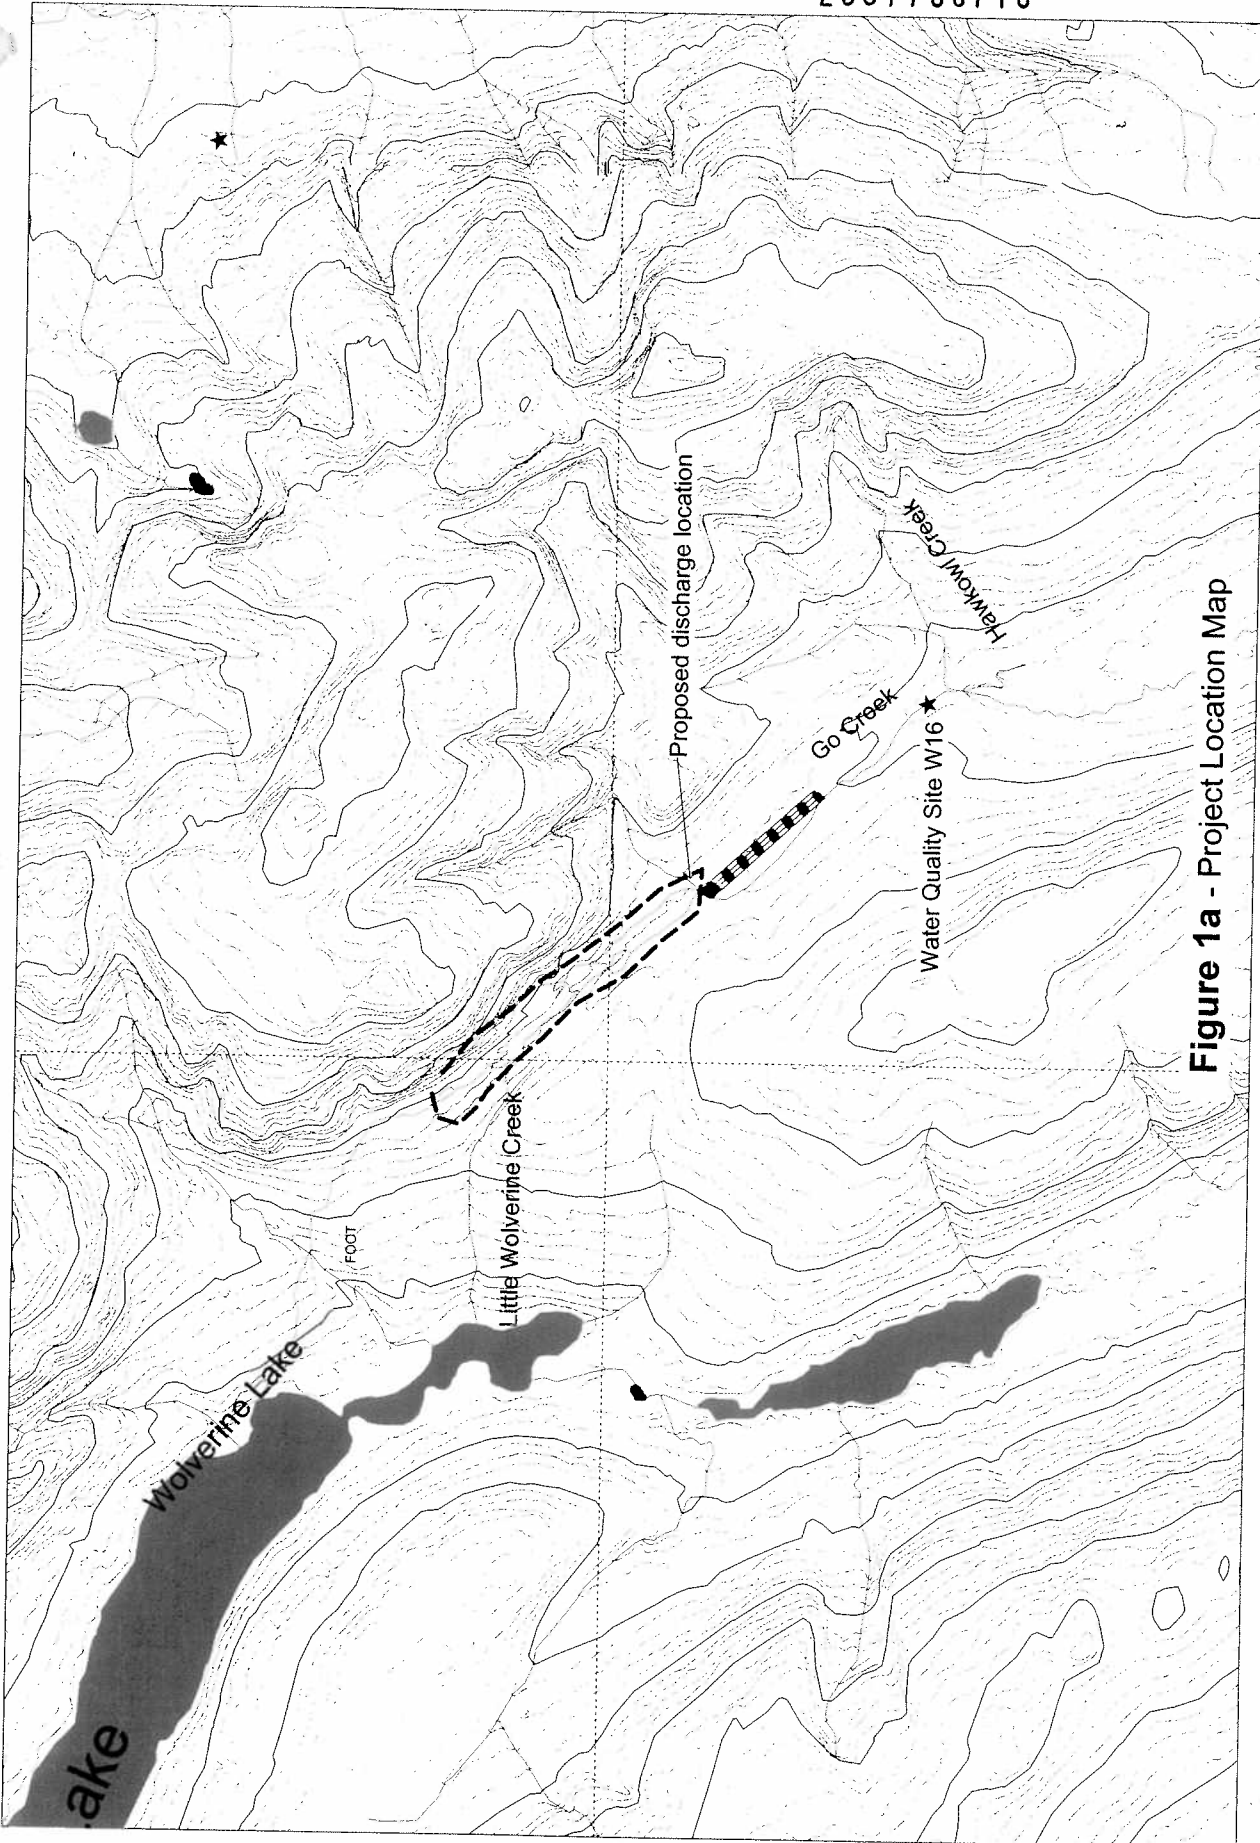 Wolverine Lake
ake
FOOT
Little Wolverine Creek
Proposed discharge location
Go Creek
Hawkowl Creek
Water Quality Site W16
Figure 1a - Project Location Map